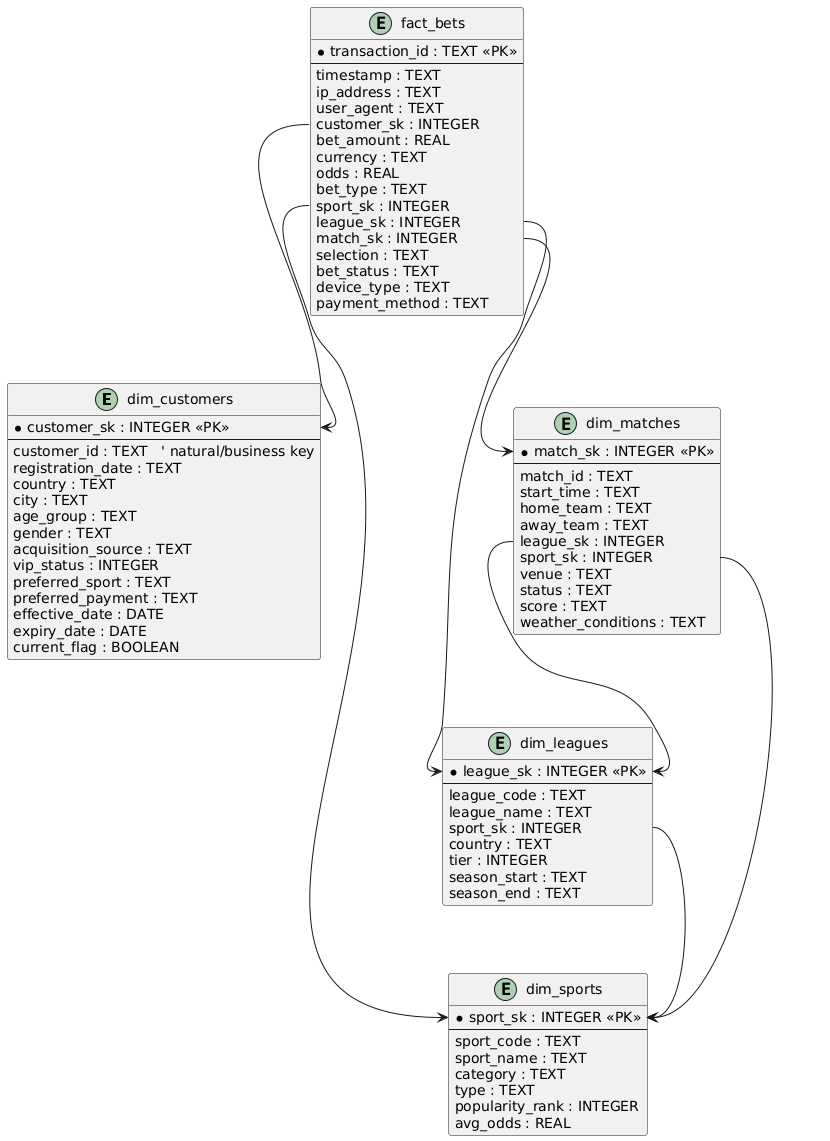 E fact_bets
* transaction_id : TEXT «PK»
timestamp : TEXT
ip_address : TEXT
user_agent : TEXT
customer_sk : INTEGER
bet_amount : REAL
currency : TEXT
odds : REAL
bet_type : TEXT
sport_sk : INTEGER
league_sk : INTEGER
match_sk : INTEGER
selection : TEXT
bet_status : TEXT
device_type : TEXT
payment_method : TEXT
E dim_customers
* customer_sk : INTEGER «PK»
customer_id : TEXT ' natural/business key
registration_date : TEXT
country : TEXT
city : TEXT
age_group : TEXT
gender : TEXT
acquisition_source : TEXT
vip_status : INTEGER
preferred_sport : TEXT
preferred_payment : TEXT
effective_date : DATE
expiry_date : DATE
current_flag : BOOLEAN
E dim_matches
* match_sk : INTEGER «PK»
match_id : TEXT
start_time : TEXT
home_team : TEXT
away_team : TEXT
league_sk : INTEGER
sport_sk : INTEGER
venue : TEXT
status : TEXT
score : TEXT
weather_conditions : TEXT
E dim_leagues
* league_sk : INTEGER «PK»
league_code : TEXT
league_name : TEXT
sport_sk : INTEGER
country : TEXT
tier : INTEGER
season_start : TEXT
season_end : TEXT
E dim_sports
* sport_sk : INTEGER «PK»
sport_code : TEXT
sport_name : TEXT
category : TEXT
type : TEXT
popularity_rank : INTEGER
avg_odds : REAL